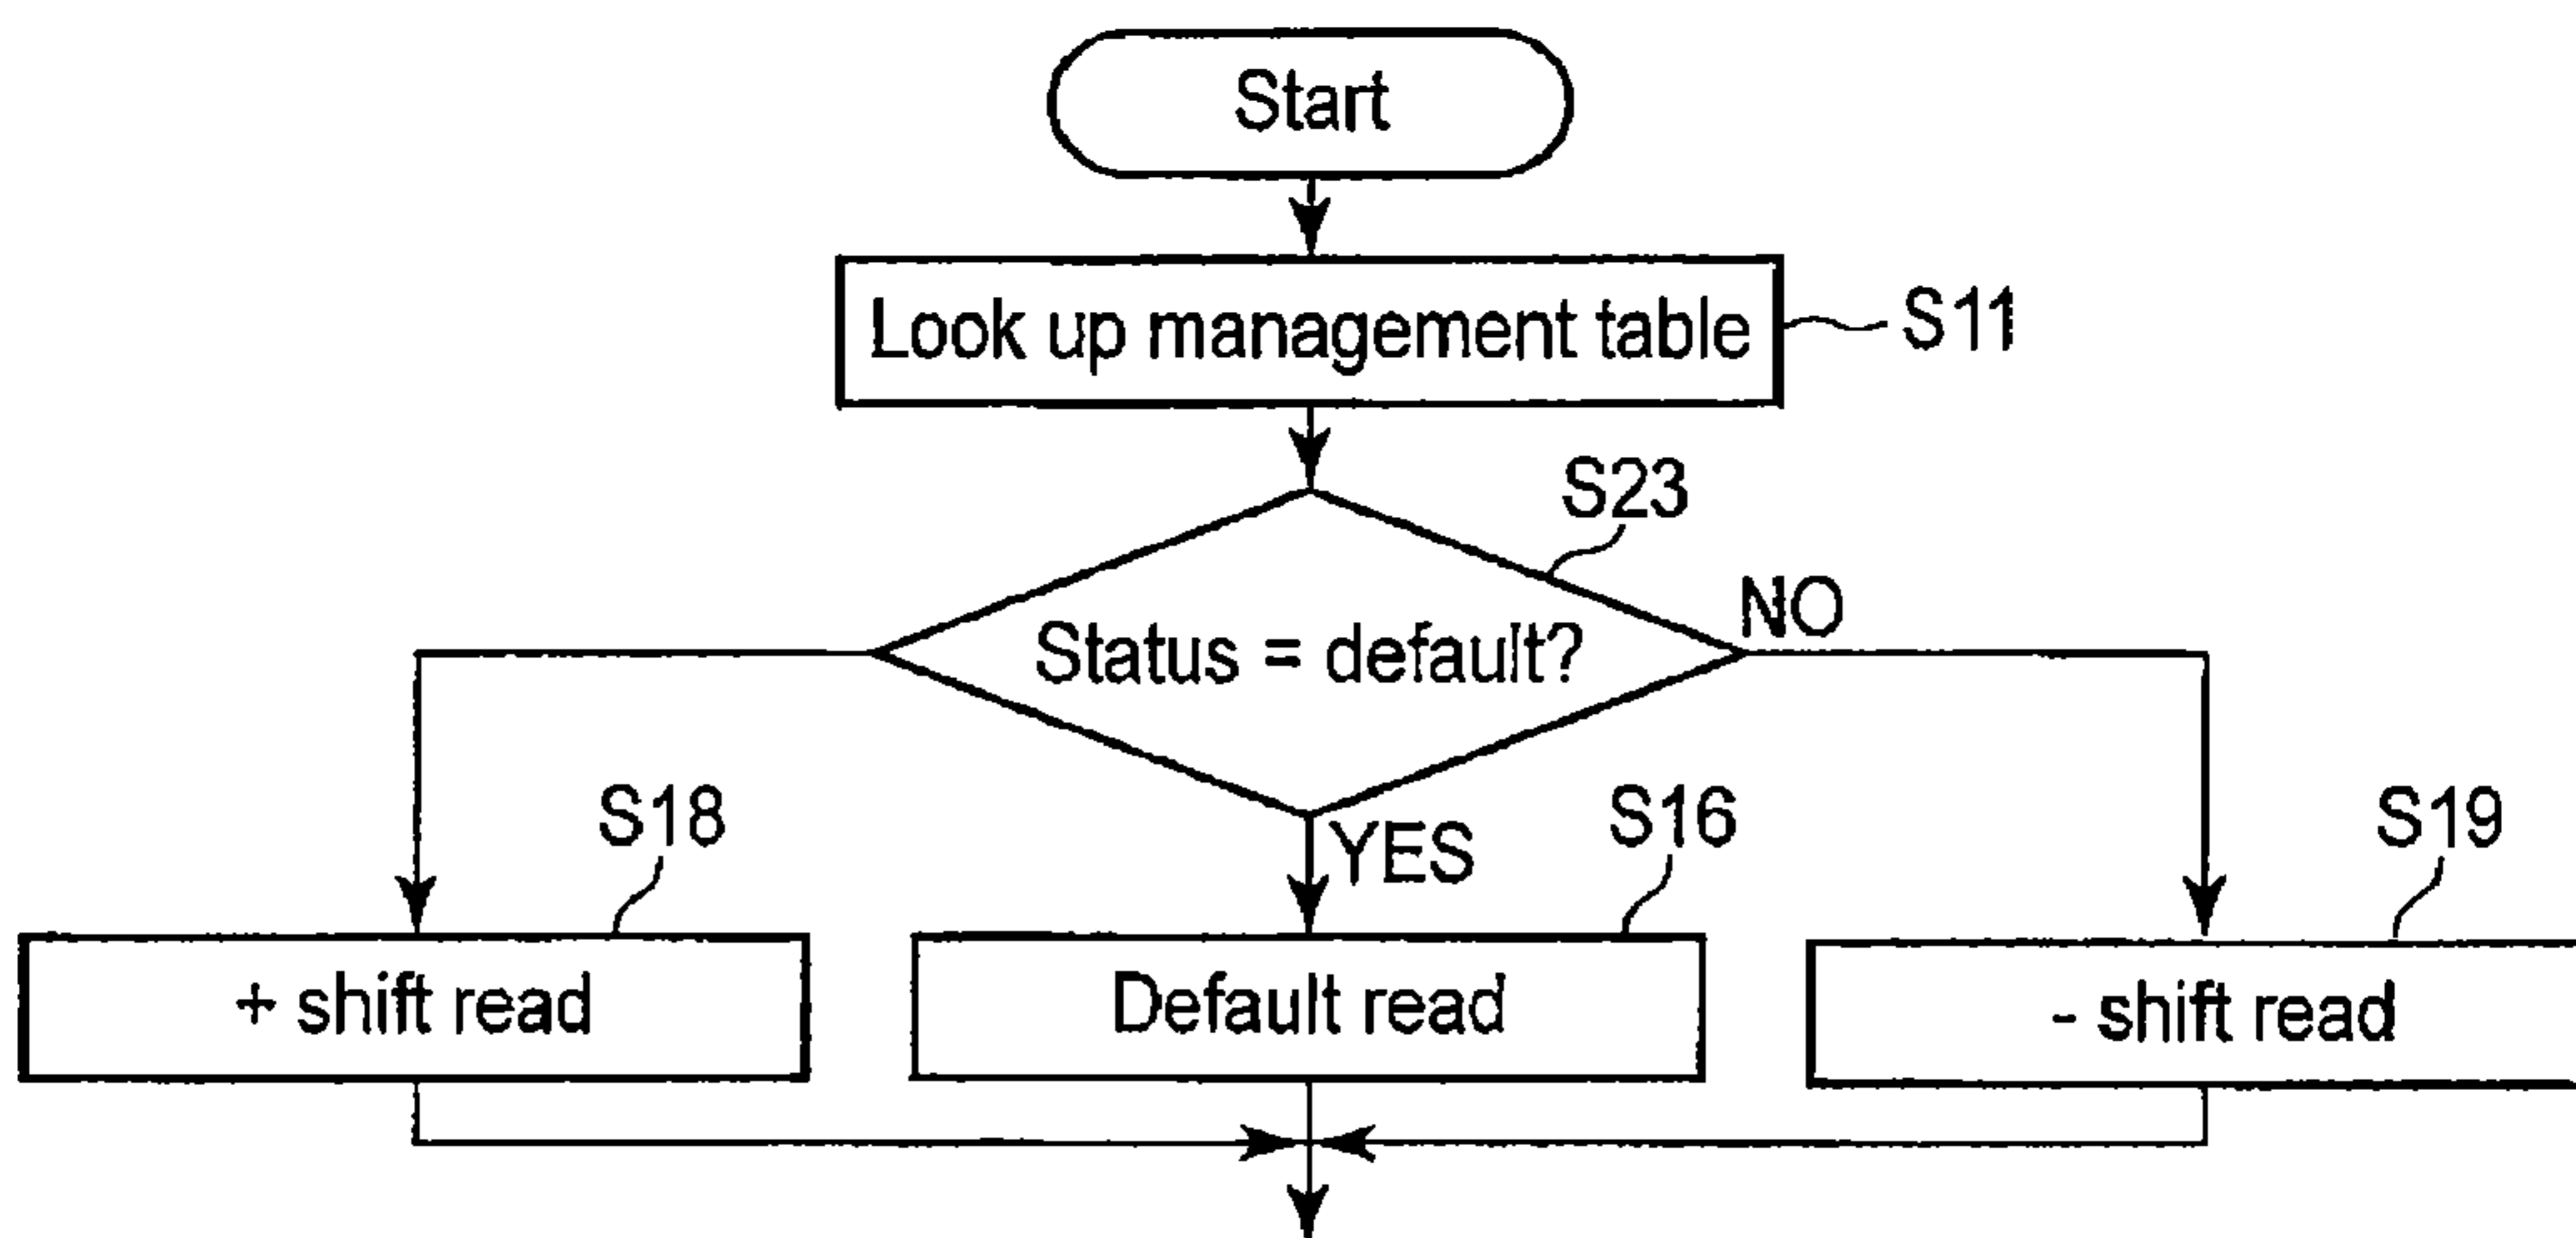 Start
Look up management table
S11
S23
Status = default?
NO
YES
S18
S16
S19
+ shift read
Default read
- shift read